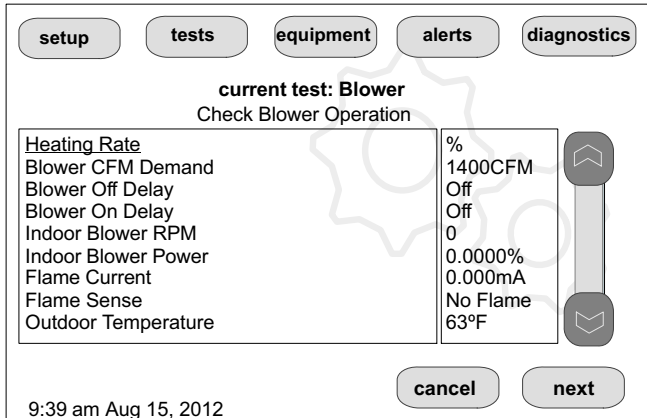 setup tests equipment alerts diagnostics
current test: Blower
Check Blower Operation
Heating Rate %
Blower CFM Demand 1400CFM
Blower Off Delay Off
Blower On Delay Off
Indoor Blower RPM 0
Indoor Blower Power 0.0000%
Flame Current 0.000mA
Flame Sense No Flame
Outdoor Temperature 63ºF
cancel next
9:39 am Aug 15, 2012